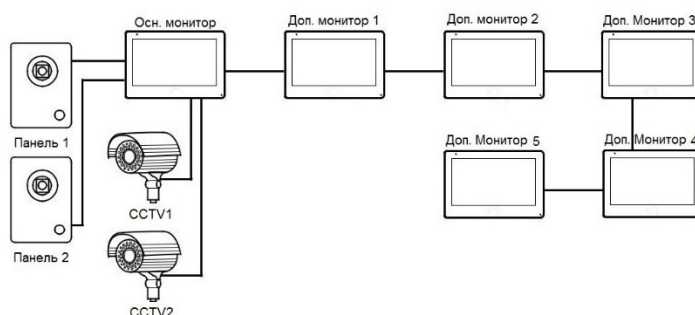 Осн. монитор
Доп. монитор 1
Доп. монитор 2
Доп. Монитор 3
Панель 1
Доп. Монитор 5
Доп. Монитор 4
CCTV1
Панель 2
CCTV2